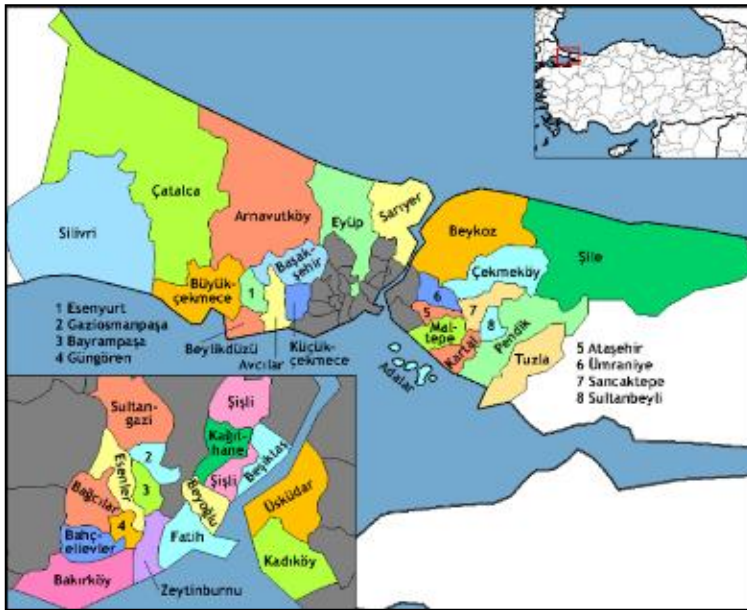 Silivri
Çatalca
Arnavutköy
Eyüp
Sarıyer
Beykoz
Şile
Çekmeköy
Büyük-
çekmece
1
Başak-
şehir
6
7
5
8
Mal-
tepe
Kartal
Pendik
Tuzla
1 Esenyurt
2 Gaziosmanpaşa
3 Bayrampaşa
4 Güngören
Beylikdüzü
Avcılar
Küçük-
çekmece
Adalar
5 Ataşehir
6 Ümraniye
7 Sancaktepe
8 Sultanbeyli
Sultan-
gazi
Şişli
Kağıt-
hane
Beşiktaş
Esenler
2
3
Şişli
Beyoğlu
Bağcılar
4
Bahç-
elievler
Fatih
Üsküdar
Kadıköy
Bakırköy
Zeytinburnu